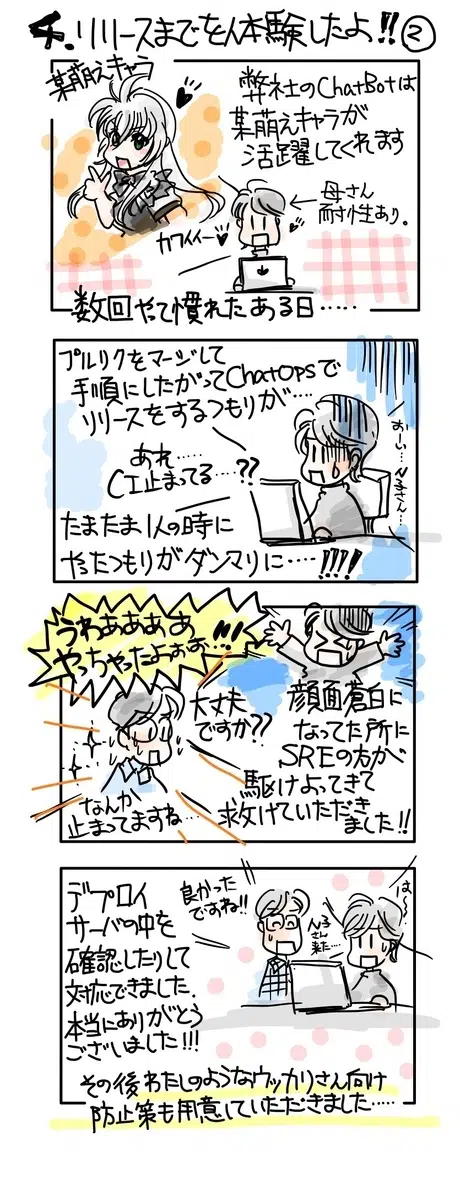 チ.リリースまでを体験したよ!!②
某萌えキャラ
弊社のChatBotは
某萌えキャラが
活躍してくれます
←母さん
耐性あり。
カワイイー
数回やって慣れたある日……
プルリクをマージして
手順にしたがってChatOpsで
リリースをするつもりが……
おーい…N子さん…
あれ……
CI止まってる……??
たまたま1人の時に
やったつもりがダンマリに……!!!!
うわああああ
やっちゃったよぉぉ…!!
大丈夫
ですか??
顔面蒼白に
なってた所に
SREの方が
駆けよってきて
救けていただき
ました!!
なんか
止まってますね…
デプロイ
サーバの中を
確認したりして
対応できました。
本当にありがとう
ございました!!!
良かった
ですね!!
N子
さん
来た…
は〜
その後わたしのようなウッカリさん向け
防止策も用意していただきました……